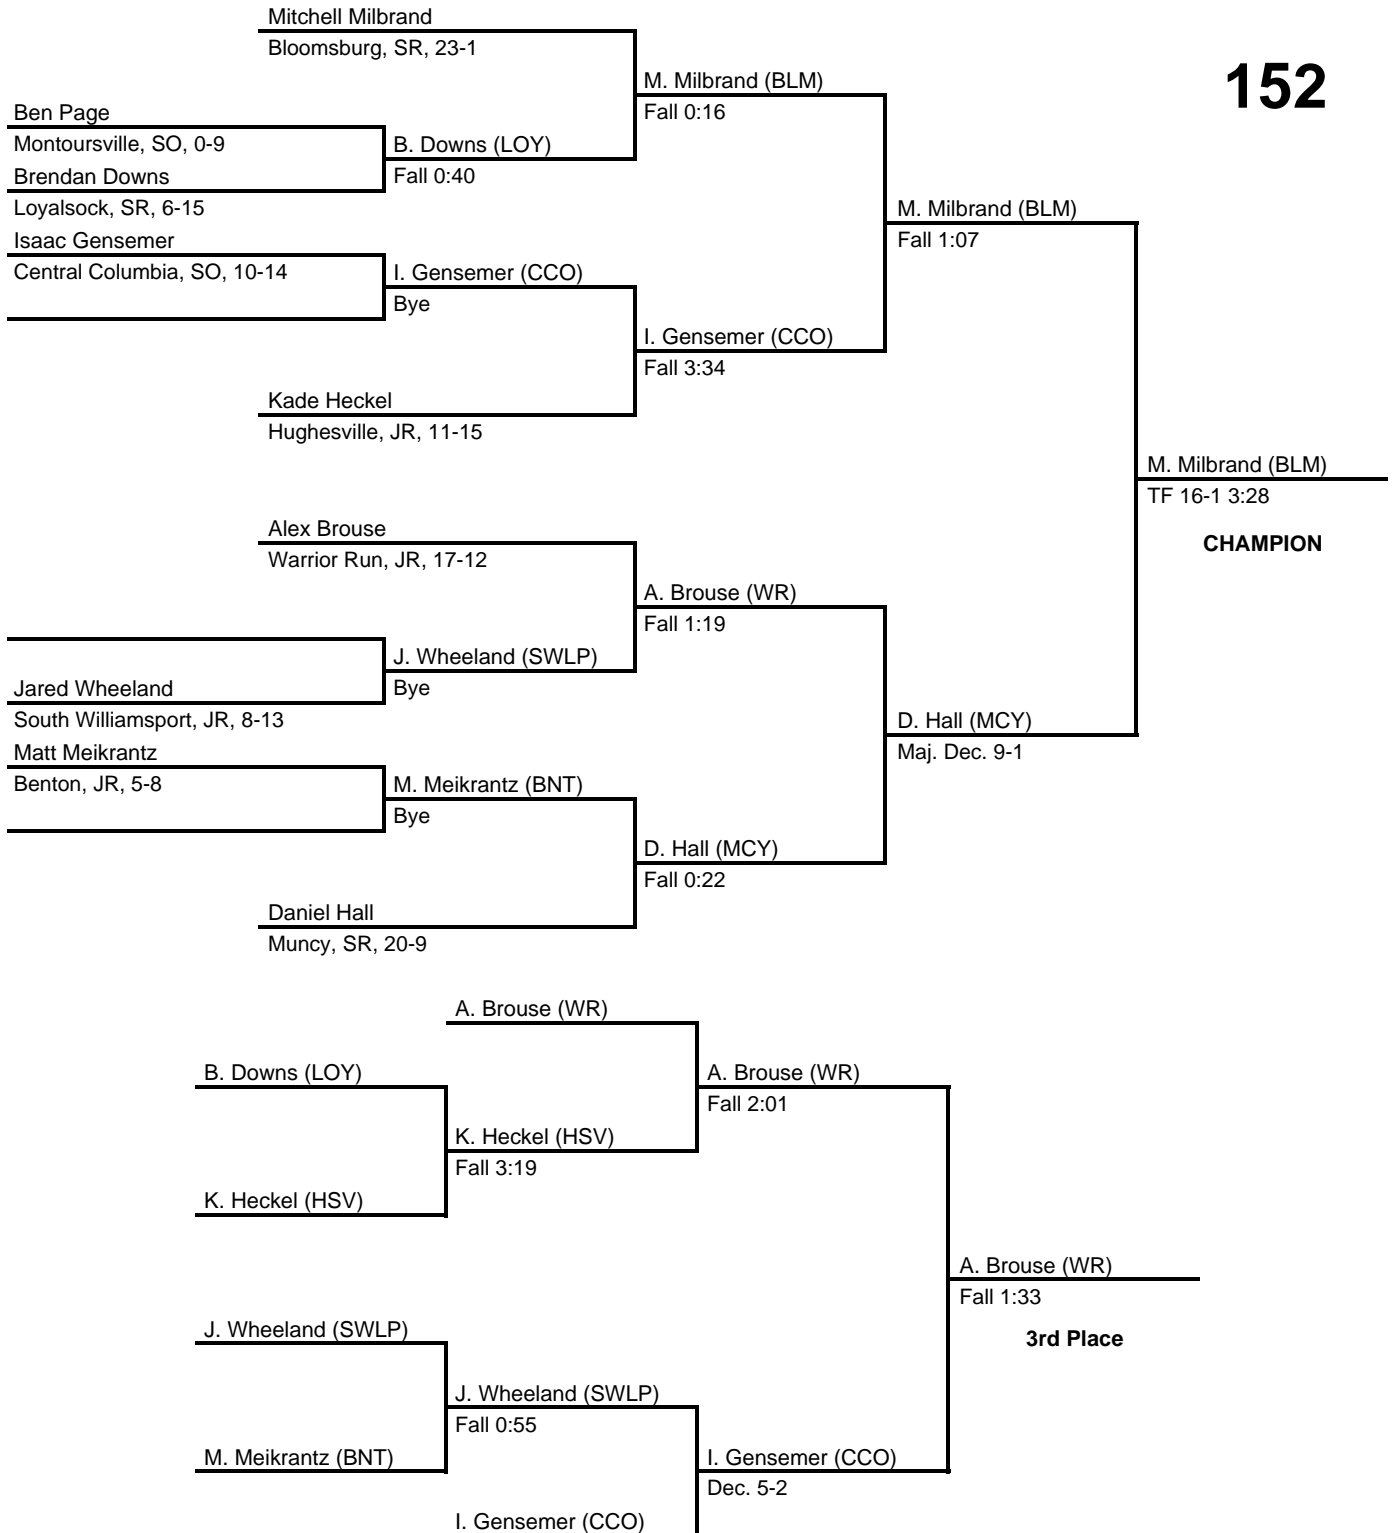 Mitchell Milbrand
Bloomsburg, SR, 23-1
152
M. Milbrand (BLM)
Fall 0:16
Ben Page
Montoursville, SO, 0-9
B. Downs (LOY)
Fall 0:40
Brendan Downs
Loyalsock, SR, 6-15
M. Milbrand (BLM)
Fall 1:07
Isaac Gensemer
Central Columbia, SO, 10-14
I. Gensemer (CCO)
Bye
I. Gensemer (CCO)
Fall 3:34
Kade Heckel
Hughesville, JR, 11-15
M. Milbrand (BLM)
TF 16-1 3:28
CHAMPION
Alex Brouse
Warrior Run, JR, 17-12
A. Brouse (WR)
Fall 1:19
J. Wheeland (SWLP)
Bye
Jared Wheeland
South Williamsport, JR, 8-13
D. Hall (MCY)
Maj. Dec. 9-1
Matt Meikrantz
Benton, JR, 5-8
M. Meikrantz (BNT)
Bye
D. Hall (MCY)
Fall 0:22
Daniel Hall
Muncy, SR, 20-9
A. Brouse (WR)
B. Downs (LOY)
A. Brouse (WR)
Fall 2:01
K. Heckel (HSV)
Fall 3:19
K. Heckel (HSV)
A. Brouse (WR)
Fall 1:33
3rd Place
J. Wheeland (SWLP)
J. Wheeland (SWLP)
Fall 0:55
M. Meikrantz (BNT)
I. Gensemer (CCO)
Dec. 5-2
I. Gensemer (CCO)